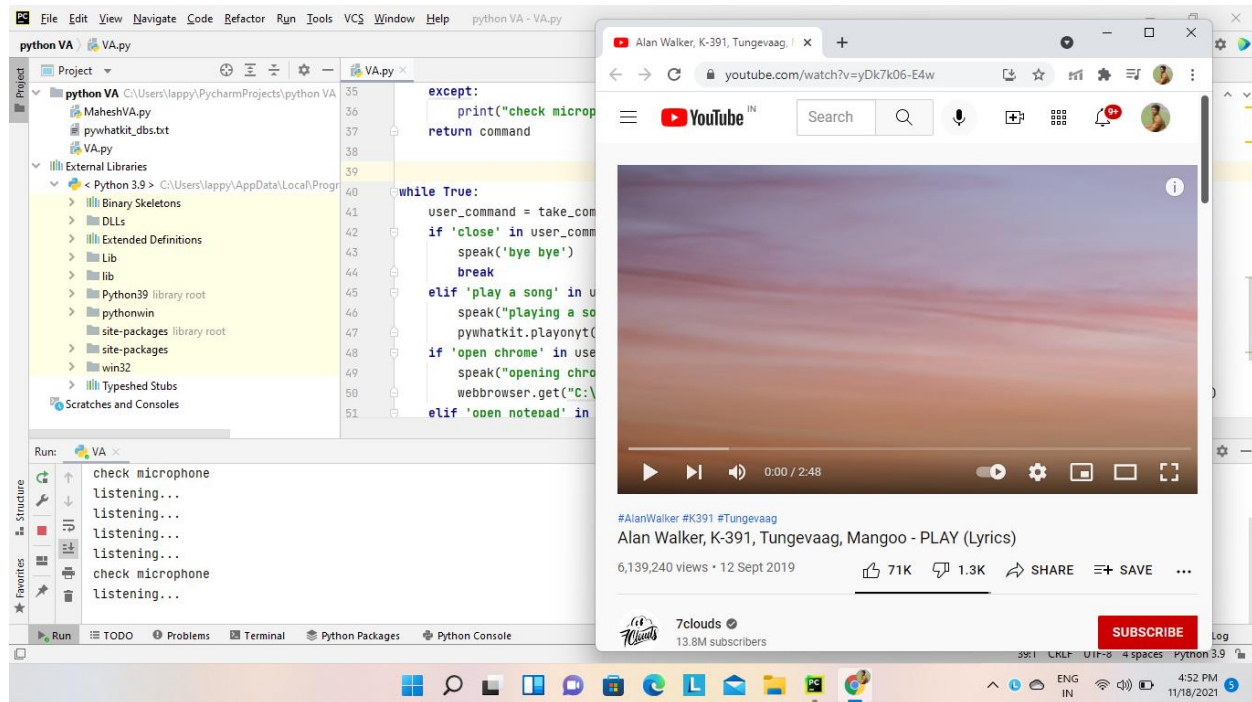 PC File Edit View Navigate Code Refactor Run Tools VCS Window Help python VA - VA.py
python VA VA.py
Project
Project
VA.py
python VA C:\Users\lappy\PycharmProjects\python VA
MaheshVA.py
pywhatkit_dbs.txt
VA.py
External Libraries
< Python 3.9 > C:\Users\lappy\AppData\Local\Progr
Binary Skeletons
DLLs
Extended Definitions
Lib
lib
Python39 library root
pythonwin
site-packages library root
site-packages
win32
Typeshed Stubs
Scratches and Consoles
35 except:
36 print("check microp
37 return command
38
39
40 while True:
41 user_command = take_com
42 if 'close' in user_comm
43 speak('bye bye')
44 break
45 elif 'play a song' in u
46 speak("playing a so
47 pywhatkit.playonyt(
48 if 'open chrome' in use
49 speak("opening chro
50 webbrowser.get("C:\
51 elif 'open notepad' in
Alan Walker, K-391, Tungevaag,
youtube.com/watch?v=yDk7k06-E4w
YouTube IN
Search
9+
0:00 / 2:48
#AlanWalker #K391 #Tungevaag
Alan Walker, K-391, Tungevaag, Mangoo - PLAY (Lyrics)
6,139,240 views • 12 Sept 2019
71K 1.3K SHARE SAVE
7clouds
7clouds
13.8M subscribers
SUBSCRIBE
Run: VA
check microphone
listening...
listening...
listening...
listening...
check microphone
listening...
Structure
Favorites
Run TODO Problems Terminal Python Packages Python Console
Log
39:1 CRLF UTF-8 4 spaces Python 3.9
L
PC
ENG
IN
4:52 PM
11/18/2021
5